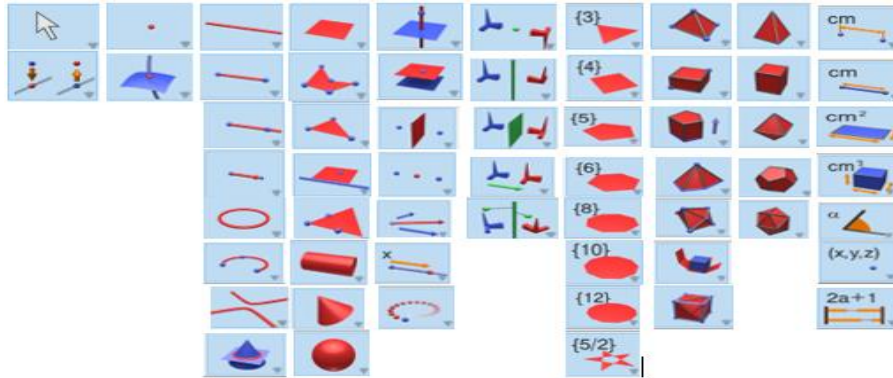 {3} cm
{4} cm
{5} cm²
{6} cm³
{8} α
x {10} (x,y,z)
{12} 2a+1
{5/2}